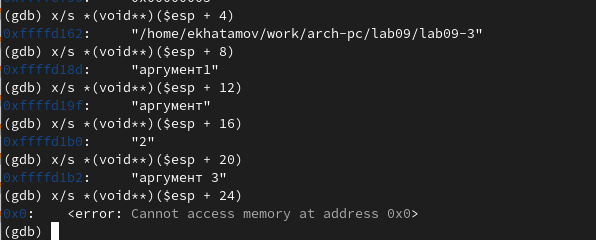 (gdb) x/s *(void**)($esp + 4)
0xffffd162:     "/home/ekhatamov/work/arch-pc/lab09/lab09-3"
(gdb) x/s *(void**)($esp + 8)
0xffffd18d:     "аргумент1"
(gdb) x/s *(void**)($esp + 12)
0xffffd19f:     "аргумент"
(gdb) x/s *(void**)($esp + 16)
0xffffd1b0:     "2"
(gdb) x/s *(void**)($esp + 20)
0xffffd1b2:     "аргумент 3"
(gdb) x/s *(void**)($esp + 24)
0x0:    <error: Cannot access memory at address 0x0>
(gdb)